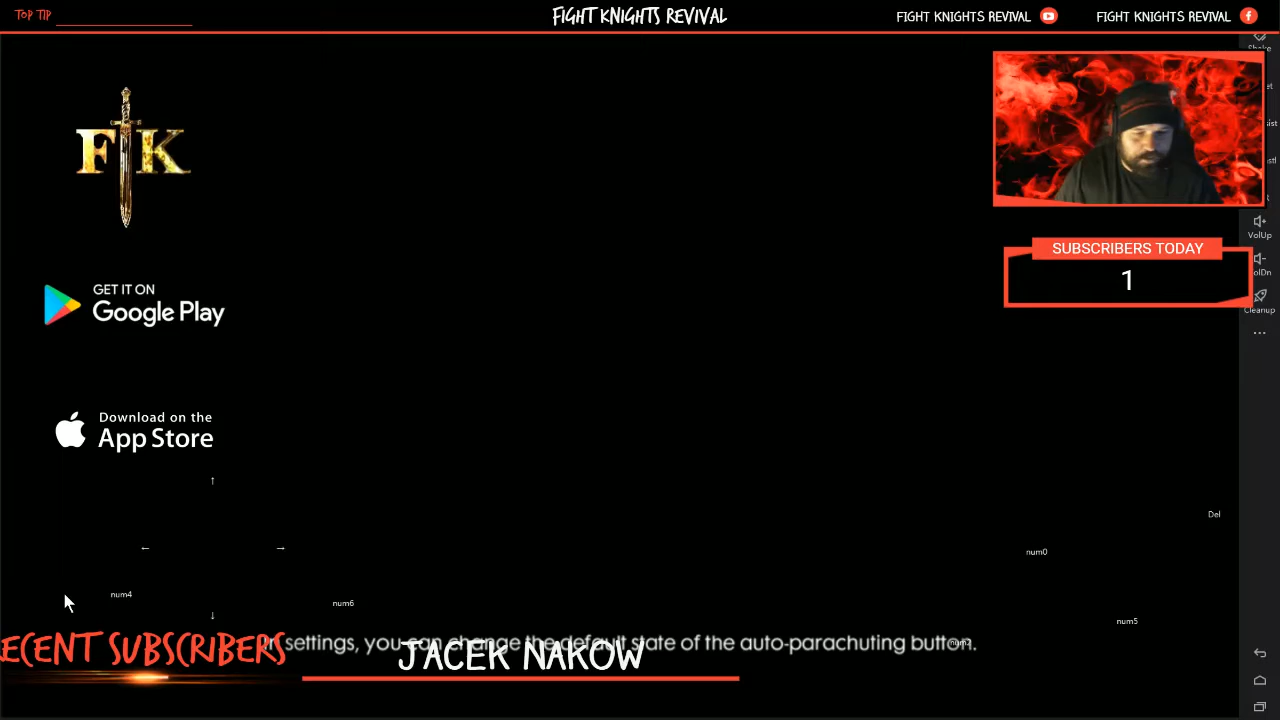 TOP TIP
FIGHT KNIGHTS REVIVAL
FIGHT KNIGHTS REVIVAL
FIGHT KNIGHTS REVIVAL
FK
SUBSCRIBERS TODAY
1
VolUp
Cleanup
GET IT ON
Google Play
Download on the
App Store
Del
num0
num4
num6
num5
In settings, you can change the default state of the auto-parachuting button.
ECENT SUBSCRIBERS
JACEK NAKOW